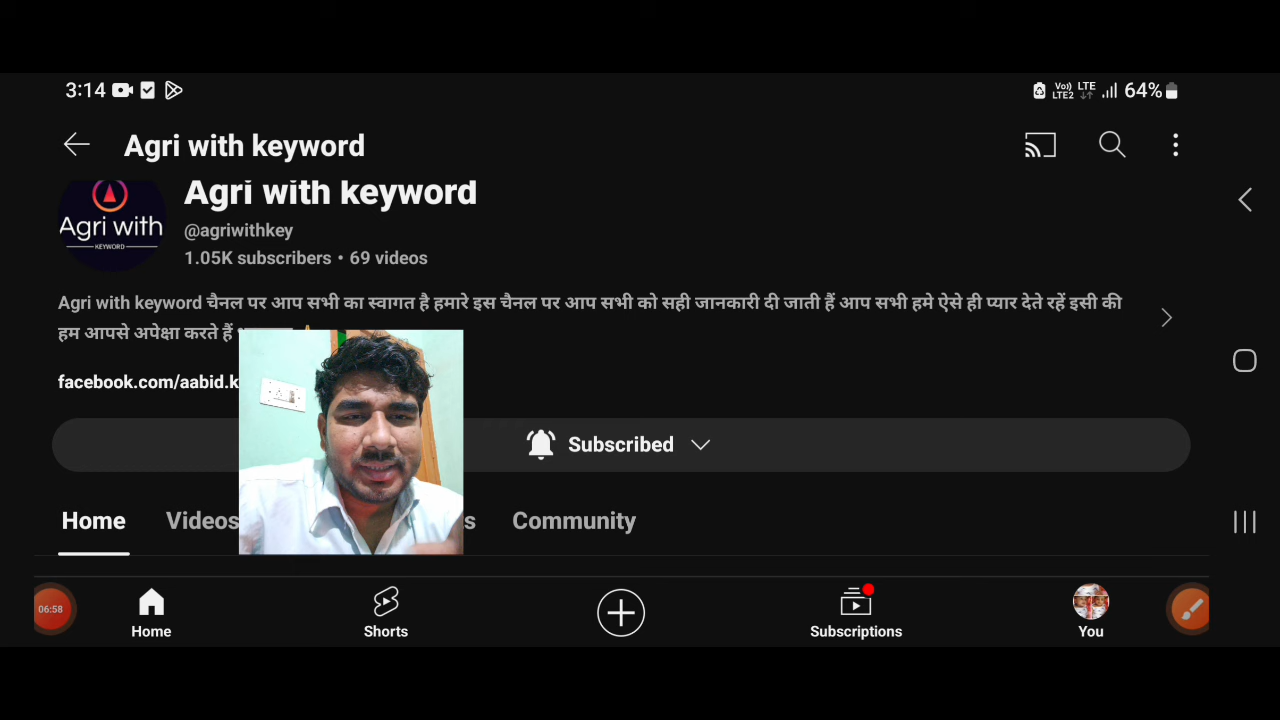 3:14 Vo)) LTE2 LTE 64%
Agri with keyword
Agri with keyword
Agri with
KEYWORD
@agriwithkey
1.05K subscribers • 69 videos
Agri with keyword चैनल पर आप सभी का स्वागत है हमारे इस चैनल पर आप सभी को सही जानकारी दी जाती हैं आप सभी हमे ऐसे ही प्यार देते रहें इसी की
हम आपसे अपेक्षा करते हैं
facebook.com/aabid.k
Subscribed
Home Videos Community
06:58
Home Shorts Subscriptions You